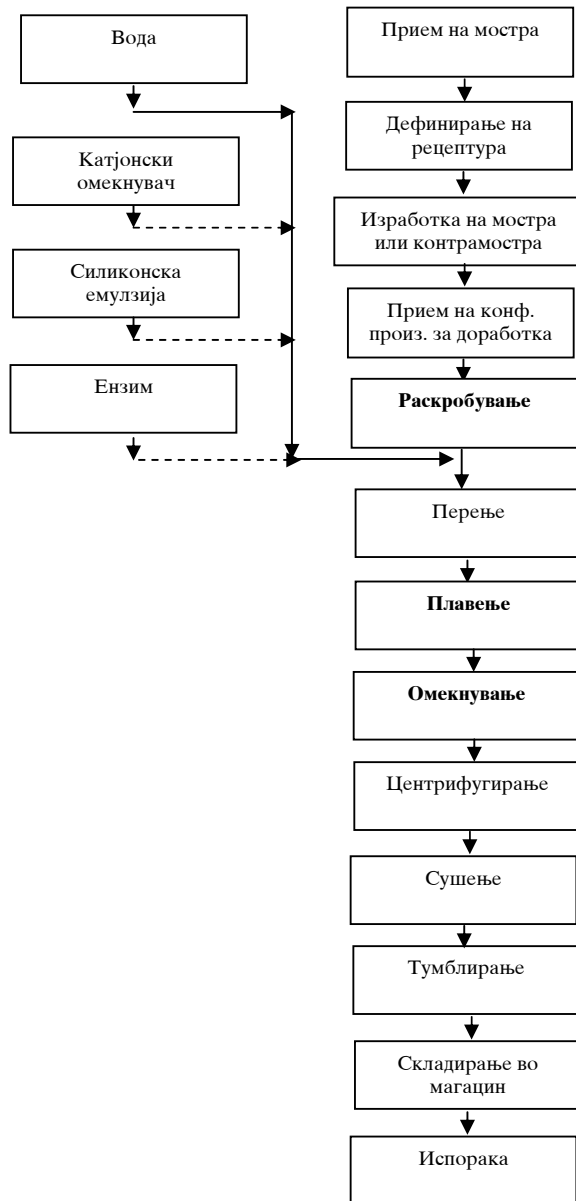 Вода
Катјонски
омекнувач
Силиконска
емулзија
Ензим
Прием на мостра
Дефинирање на
рецептура
Изработка на мостра
или контрамостра
Прием на конф.
произ. за доработка
Раскробување
Перење
Плавење
Омекнување
Центрифугирање
Сушење
Тумблирање
Складирање во
магацин
Испорака